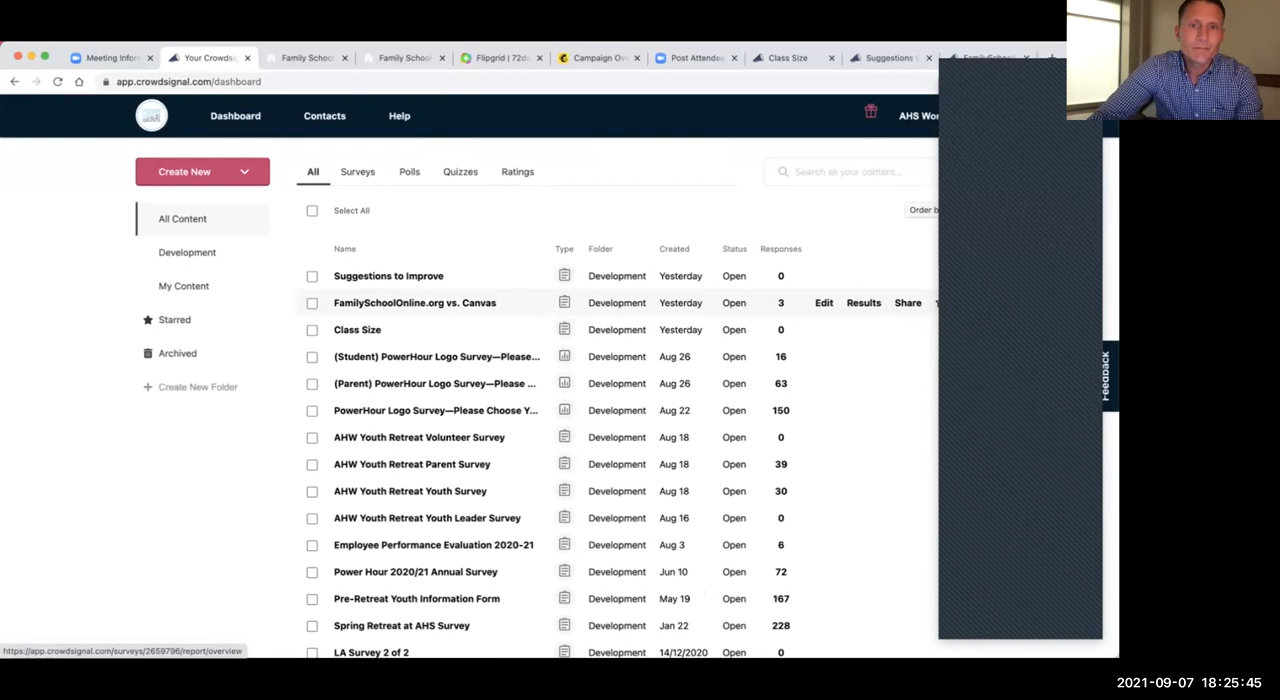 Meeting Infor
Your Crowdsig
Family School
Family School
Flipgrid | 72d
Campaign Ov
Post Attendee
Class Size
Suggestions
app.crowdsignal.com/dashboard
Dashboard
Contacts
Help
AHS Wor
Create New
All
Surveys
Polls
Quizzes
Ratings
Search all your content...
All Content
Development
My Content
Starred
Archived
Create New Folder
Select All
Order b
Name Type Folder Created Status Responses
Suggestions to Improve Development Yesterday Open 0
FamilySchoolOnline.org vs. Canvas Development Yesterday Open 3 Edit Results Share
Class Size Development Yesterday Open 0
(Student) PowerHour Logo Survey—Please... Development Aug 26 Open 16
(Parent) PowerHour Logo Survey—Please ... Development Aug 26 Open 63
PowerHour Logo Survey—Please Choose Y... Development Aug 22 Open 150
AHW Youth Retreat Volunteer Survey Development Aug 18 Open 0
AHW Youth Retreat Parent Survey Development Aug 18 Open 39
AHW Youth Retreat Youth Survey Development Aug 18 Open 30
AHW Youth Retreat Youth Leader Survey Development Aug 16 Open 0
Employee Performance Evaluation 2020-21 Development Aug 3 Open 6
Power Hour 2020/21 Annual Survey Development Jun 10 Open 72
Pre-Retreat Youth Information Form Development May 19 Open 167
Spring Retreat at AHS Survey Development Jan 22 Open 228
LA Survey 2 of 2 Development 14/12/2020 Open 0
Feedback
https://app.crowdsignal.com/surveys/2659796/report/overview
2021-09-07 18:25:45